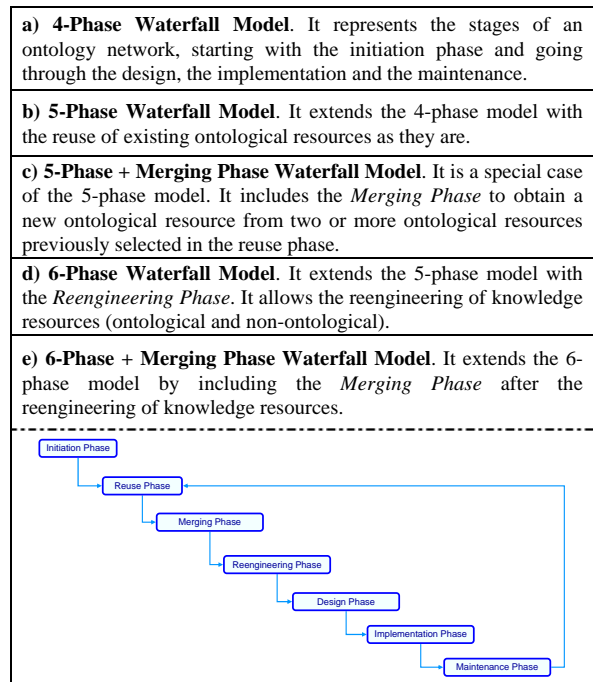 a) 4-Phase Waterfall Model. It represents the stages of an
ontology network, starting with the initiation phase and going
through the design, the implementation and the maintenance.
b) 5-Phase Waterfall Model. It extends the 4-phase model with
the reuse of existing ontological resources as they are.
c) 5-Phase + Merging Phase Waterfall Model. It is a special case
of the 5-phase model. It includes the Merging Phase to obtain a
new ontological resource from two or more ontological resources
previously selected in the reuse phase.
d) 6-Phase Waterfall Model. It extends the 5-phase model with
the Reengineering Phase. It allows the reengineering of knowledge
resources (ontological and non-ontological).
e) 6-Phase + Merging Phase Waterfall Model. It extends the 6-
phase model by including the Merging Phase after the
reengineering of knowledge resources.
Initiation Phase
Reuse Phase
Merging Phase
Reengineering Phase
Design Phase
Implementation Phase
Maintenance Phase